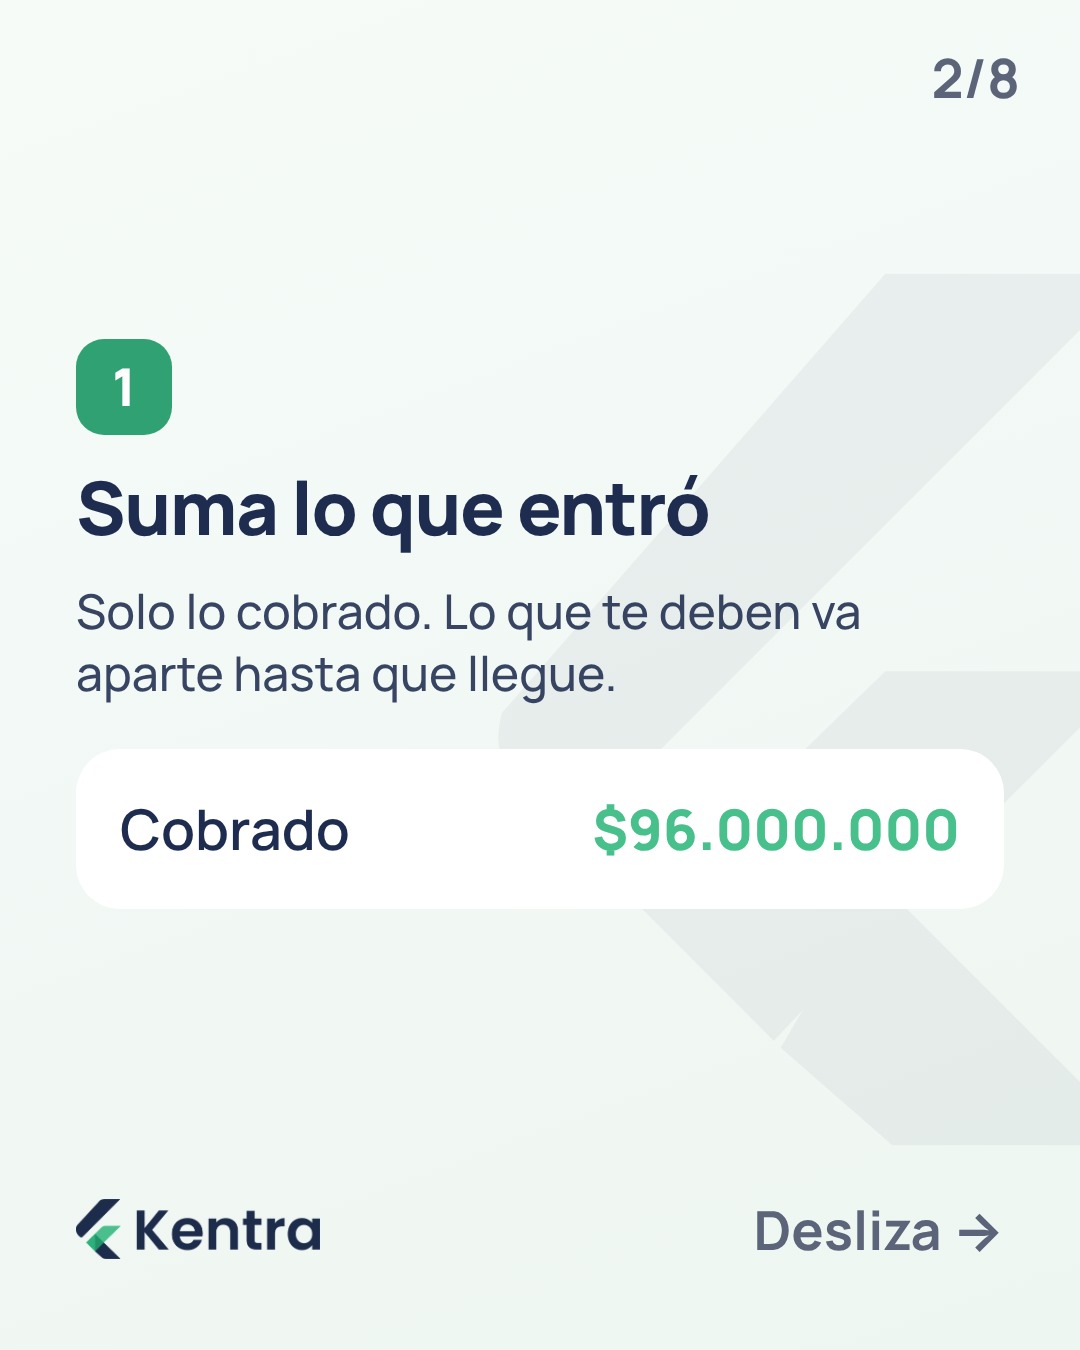 2/8
1
Suma lo que entró
Solo lo cobrado. Lo que te deben va
aparte hasta que llegue.
Cobrado $96.000.000
Kentra
Desliza →